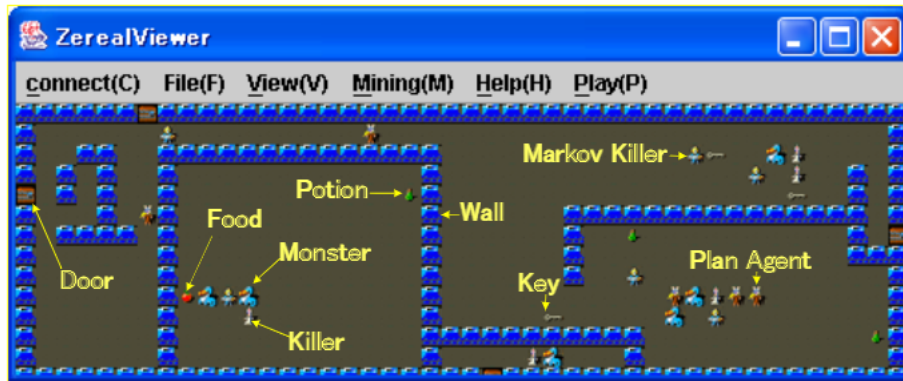 ZerealViewer
connect(C) File(F) View(V) Mining(M) Help(H) Play(P)
Markov Killer
Potion
Wall
Food
Monster
Plan Agent
Door
Key
Killer